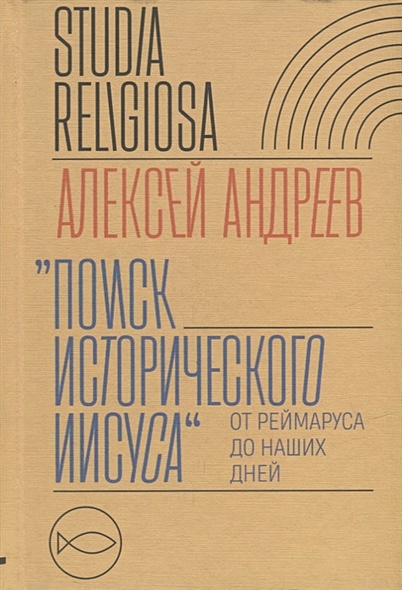 STUDIA
RELIGIOSA
АЛЕКСЕЙ АНДРЕЕВ
”ПОИСК
ИСТОРИЧЕСКОГО
ИИСУСА“
ОТ РЕЙМАРУСА
ДО НАШИХ
ДНЕЙ